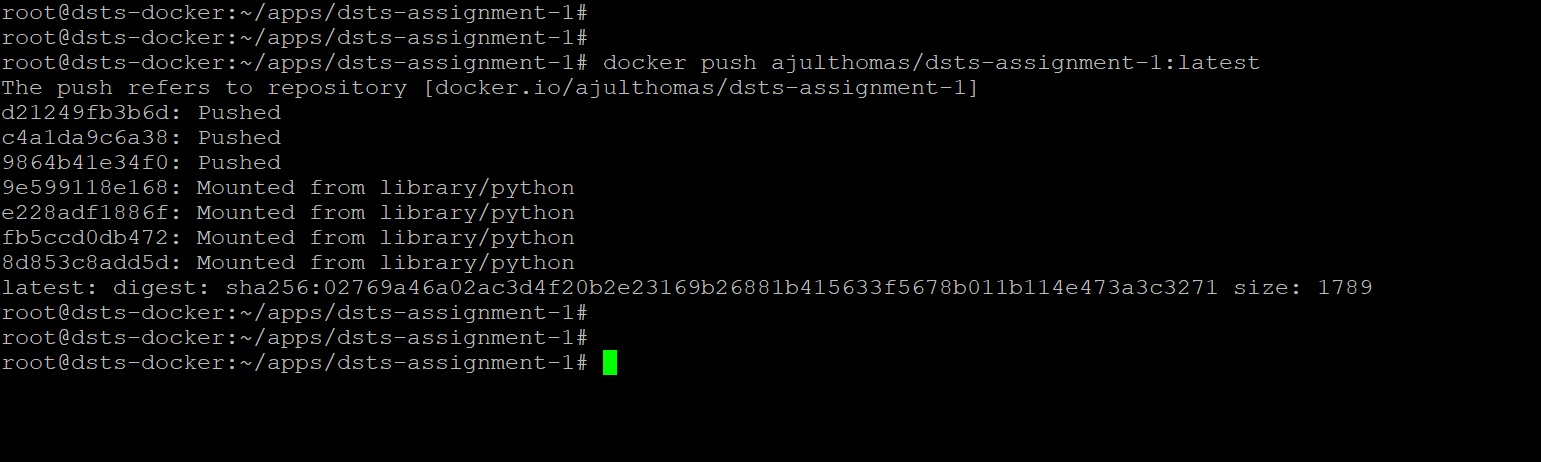 root@dsts-docker:~/apps/dsts-assignment-1#
root@dsts-docker:~/apps/dsts-assignment-1#
root@dsts-docker:~/apps/dsts-assignment-1# docker push ajulthomas/dsts-assignment-1:latest
The push refers to repository [docker.io/ajulthomas/dsts-assignment-1]
d21249fb3b6d: Pushed
c4a1da9c6a38: Pushed
9864b41e34f0: Pushed
9e599118e168: Mounted from library/python
e228adf1886f: Mounted from library/python
fb5ccd0db472: Mounted from library/python
8d853c8add5d: Mounted from library/python
latest: digest: sha256:02769a46a02ac3d4f20b2e23169b26881b415633f5678b011b114e473a3c3271 size: 1789
root@dsts-docker:~/apps/dsts-assignment-1#
root@dsts-docker:~/apps/dsts-assignment-1#
root@dsts-docker:~/apps/dsts-assignment-1#